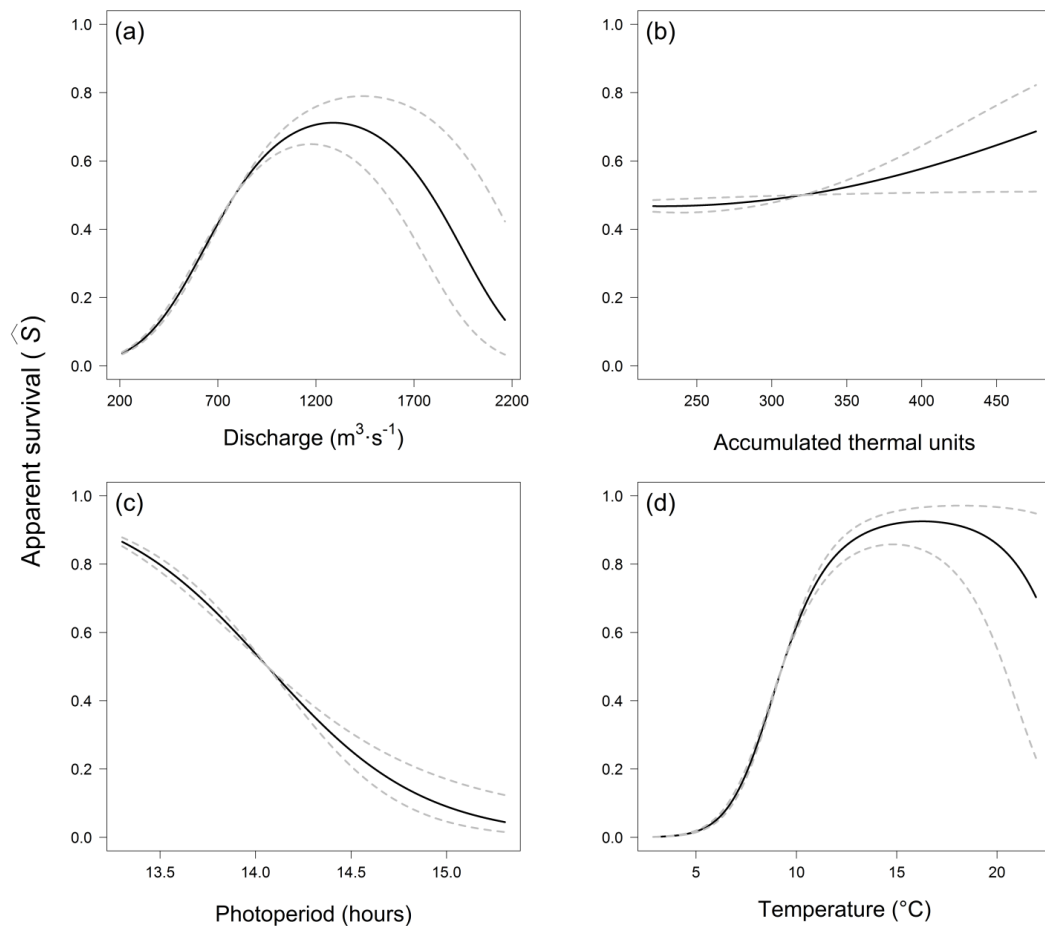 Apparent survival ( Ŝ)
(a)
1.0
0.8
0.6
0.4
0.2
0.0
200 700 1200 1700 2200
Discharge (m³·s⁻¹)
(b)
1.0
0.8
0.6
0.4
0.2
0.0
250 300 350 400 450
Accumulated thermal units
(c)
1.0
0.8
0.6
0.4
0.2
0.0
13.5 14.0 14.5 15.0
Photoperiod (hours)
(d)
1.0
0.8
0.6
0.4
0.2
0.0
5 10 15 20
Temperature (°C)